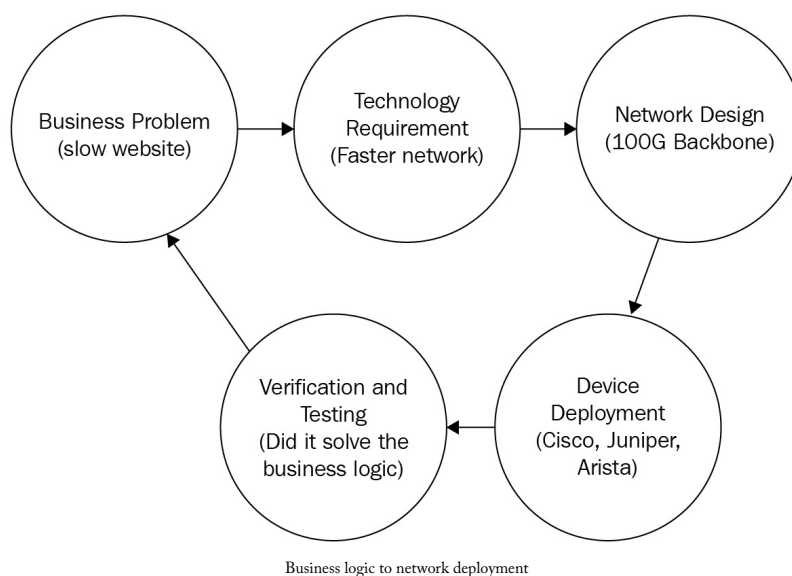 Business Problem
(slow website)
Technology
Requirement
(Faster network)
Network Design
(100G Backbone)
Device
Deployment
(Cisco, Juniper,
Arista)
Verification and
Testing
(Did it solve the
business logic)
Business logic to network deployment